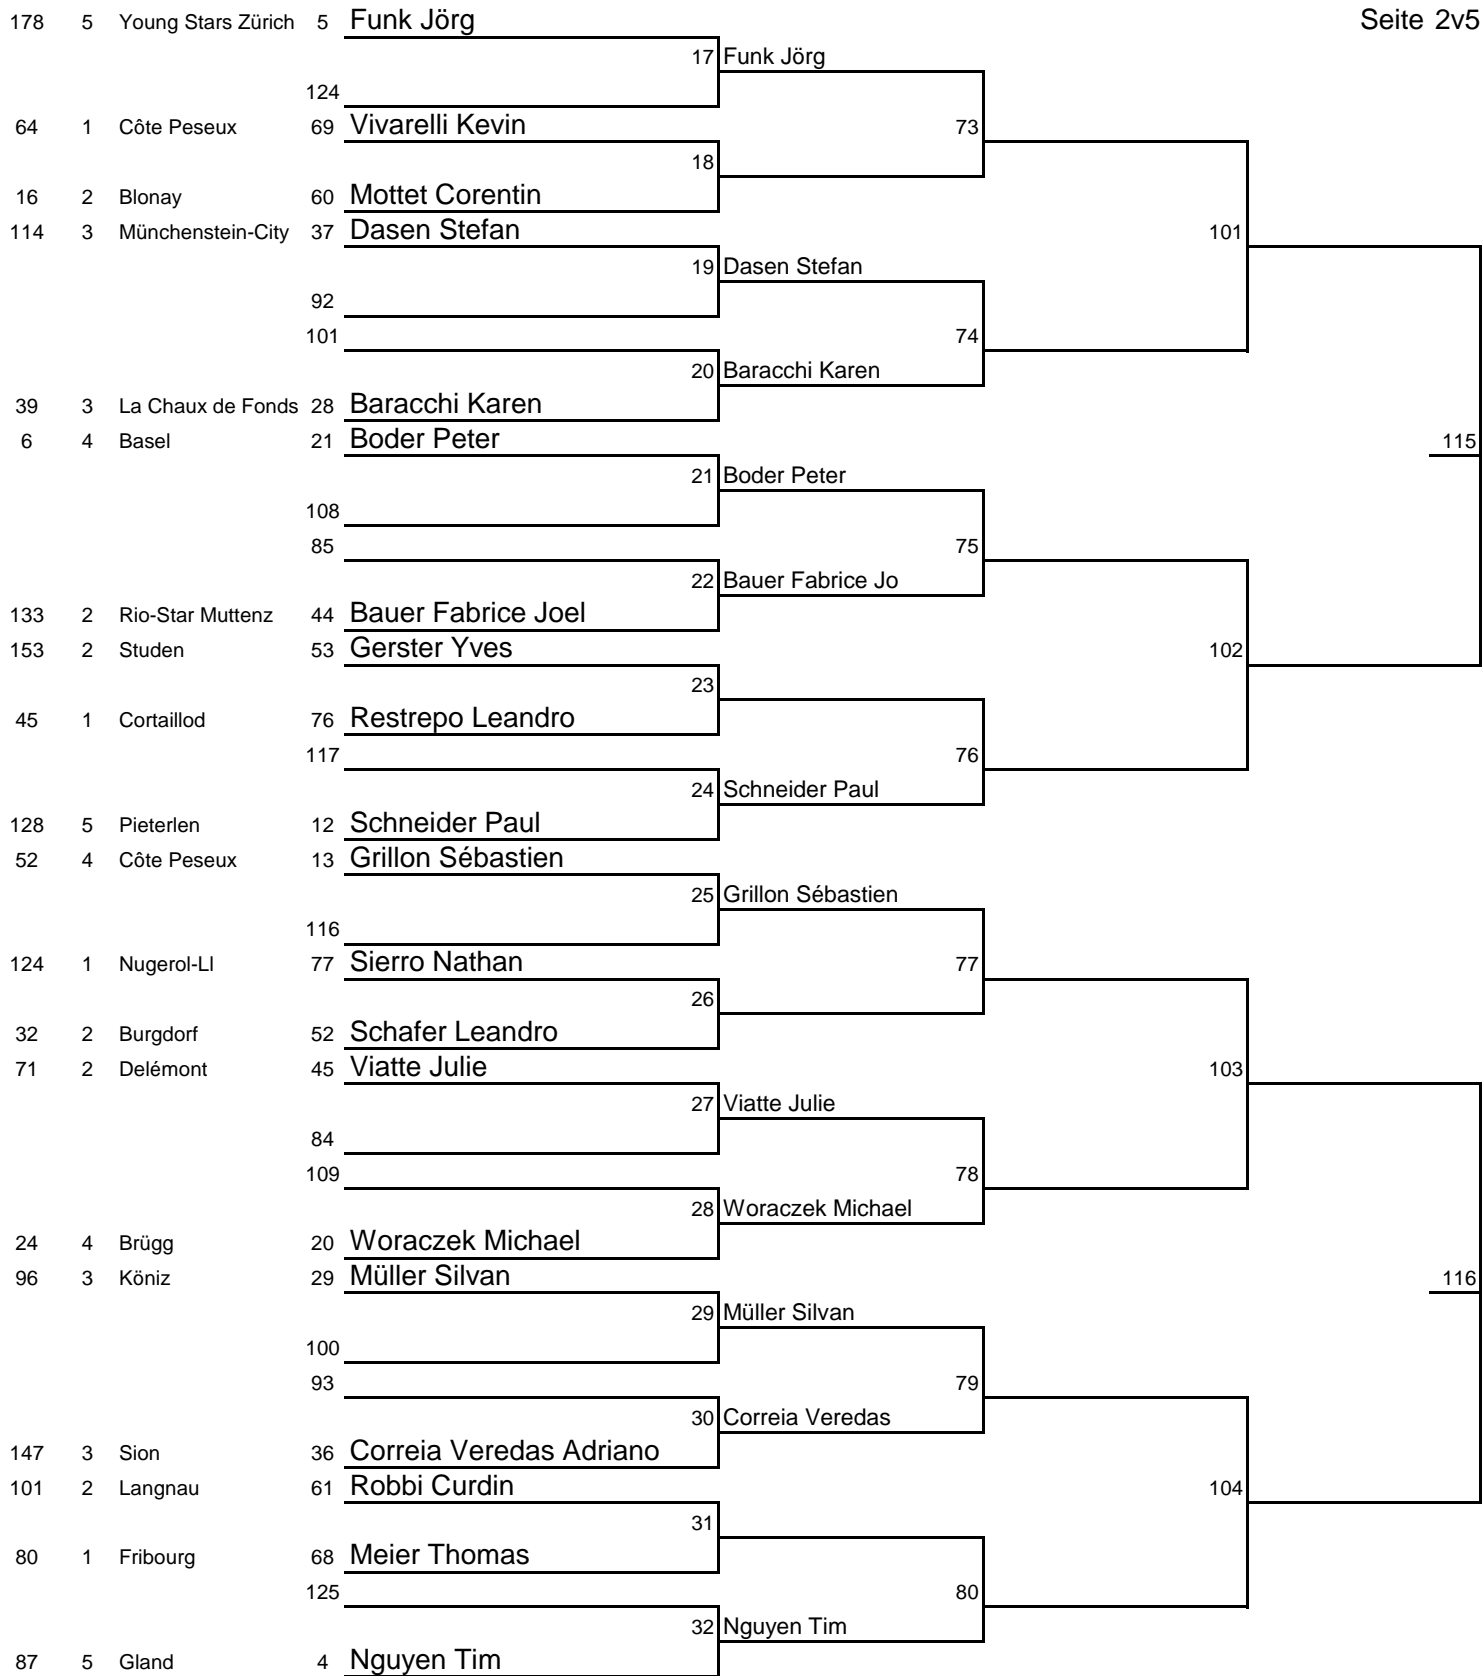 178 5 Young Stars Zürich 5 Funk Jörg Seite 2v5
17 Funk Jörg
124
64 1 Côte Peseux 69 Vivarelli Kevin 73
18
16 2 Blonay 60 Mottet Corentin
114 3 Münchenstein-City 37 Dasen Stefan 101
19 Dasen Stefan
92
101 74
20 Baracchi Karen
39 3 La Chaux de Fonds 28 Baracchi Karen
6 4 Basel 21 Boder Peter 115
21 Boder Peter
108
85 75
22 Bauer Fabrice Jo
133 2 Rio-Star Muttenz 44 Bauer Fabrice Joel
153 2 Studen 53 Gerster Yves 102
23
45 1 Cortaillod 76 Restrepo Leandro
117 76
24 Schneider Paul
128 5 Pieterlen 12 Schneider Paul
52 4 Côte Peseux 13 Grillon Sébastien
25 Grillon Sébastien
116
124 1 Nugerol-LI 77 Sierro Nathan 77
26
32 2 Burgdorf 52 Schafer Leandro
71 2 Delémont 45 Viatte Julie 103
27 Viatte Julie
84
109 78
28 Woraczek Michael
24 4 Brügg 20 Woraczek Michael
96 3 Köniz 29 Müller Silvan 116
29 Müller Silvan
100
93 79
30 Correia Veredas
147 3 Sion 36 Correia Veredas Adriano
101 2 Langnau 61 Robbi Curdin 104
31
80 1 Fribourg 68 Meier Thomas
125 80
32 Nguyen Tim
87 5 Gland 4 Nguyen Tim